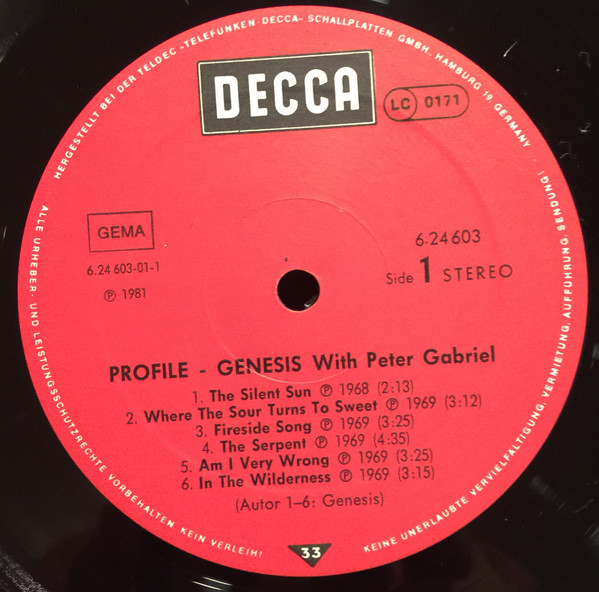 HERGESTELLT BEI DER TELDEC »TELEFUNKEN-DECCA« SCHALLPLATTEN GMBH. HAMBURG 19, GERMANY
DECCA
LC 0171
GEMA
6.24 603-01-1
℗ 1981
6.24603
Side 1 STEREO
PROFILE - GENESIS With Peter Gabriel
1. The Silent Sun ℗ 1968 (2:13)
2. Where The Sour Turns To Sweet ℗ 1969 (3:12)
3. Fireside Song ℗ 1969 (3:25)
4. The Serpent ℗ 1969 (4:35)
5. Am I Very Wrong ℗ 1969 (3:25)
6. In The Wilderness ℗ 1969 (3:15)
(Autor 1–6: Genesis)
33
ALLE URHEBER- UND LEISTUNGSSCHUTZRECHTE VORBEHALTEN KEIN VERLEIH!
KEINE UNERLAUBTE VERVIELFÄLTIGUNG, VERMIETUNG, AUFFÜHRUNG, SENDUNG!